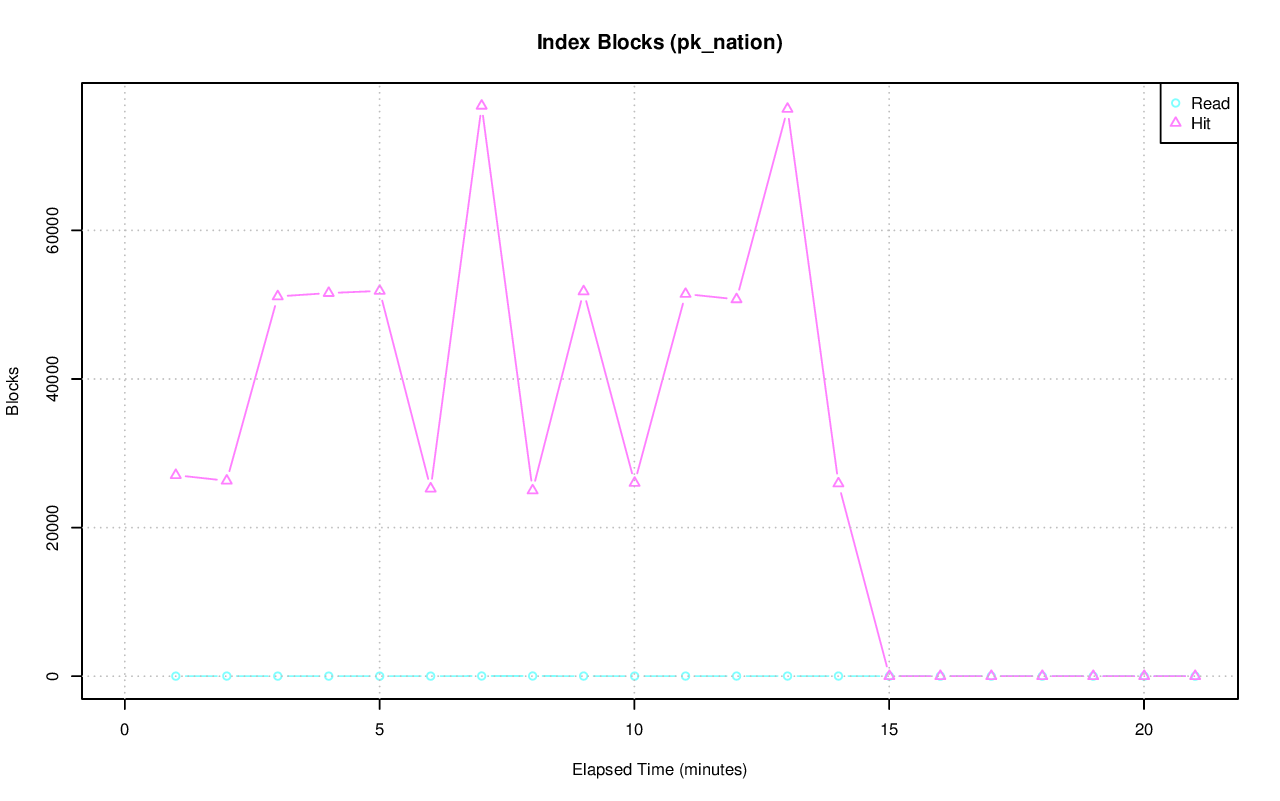 Index Blocks (pk_nation)
Read
Hit
Blocks
60000
40000
20000
0
0 5 10 15 20
Elapsed Time (minutes)